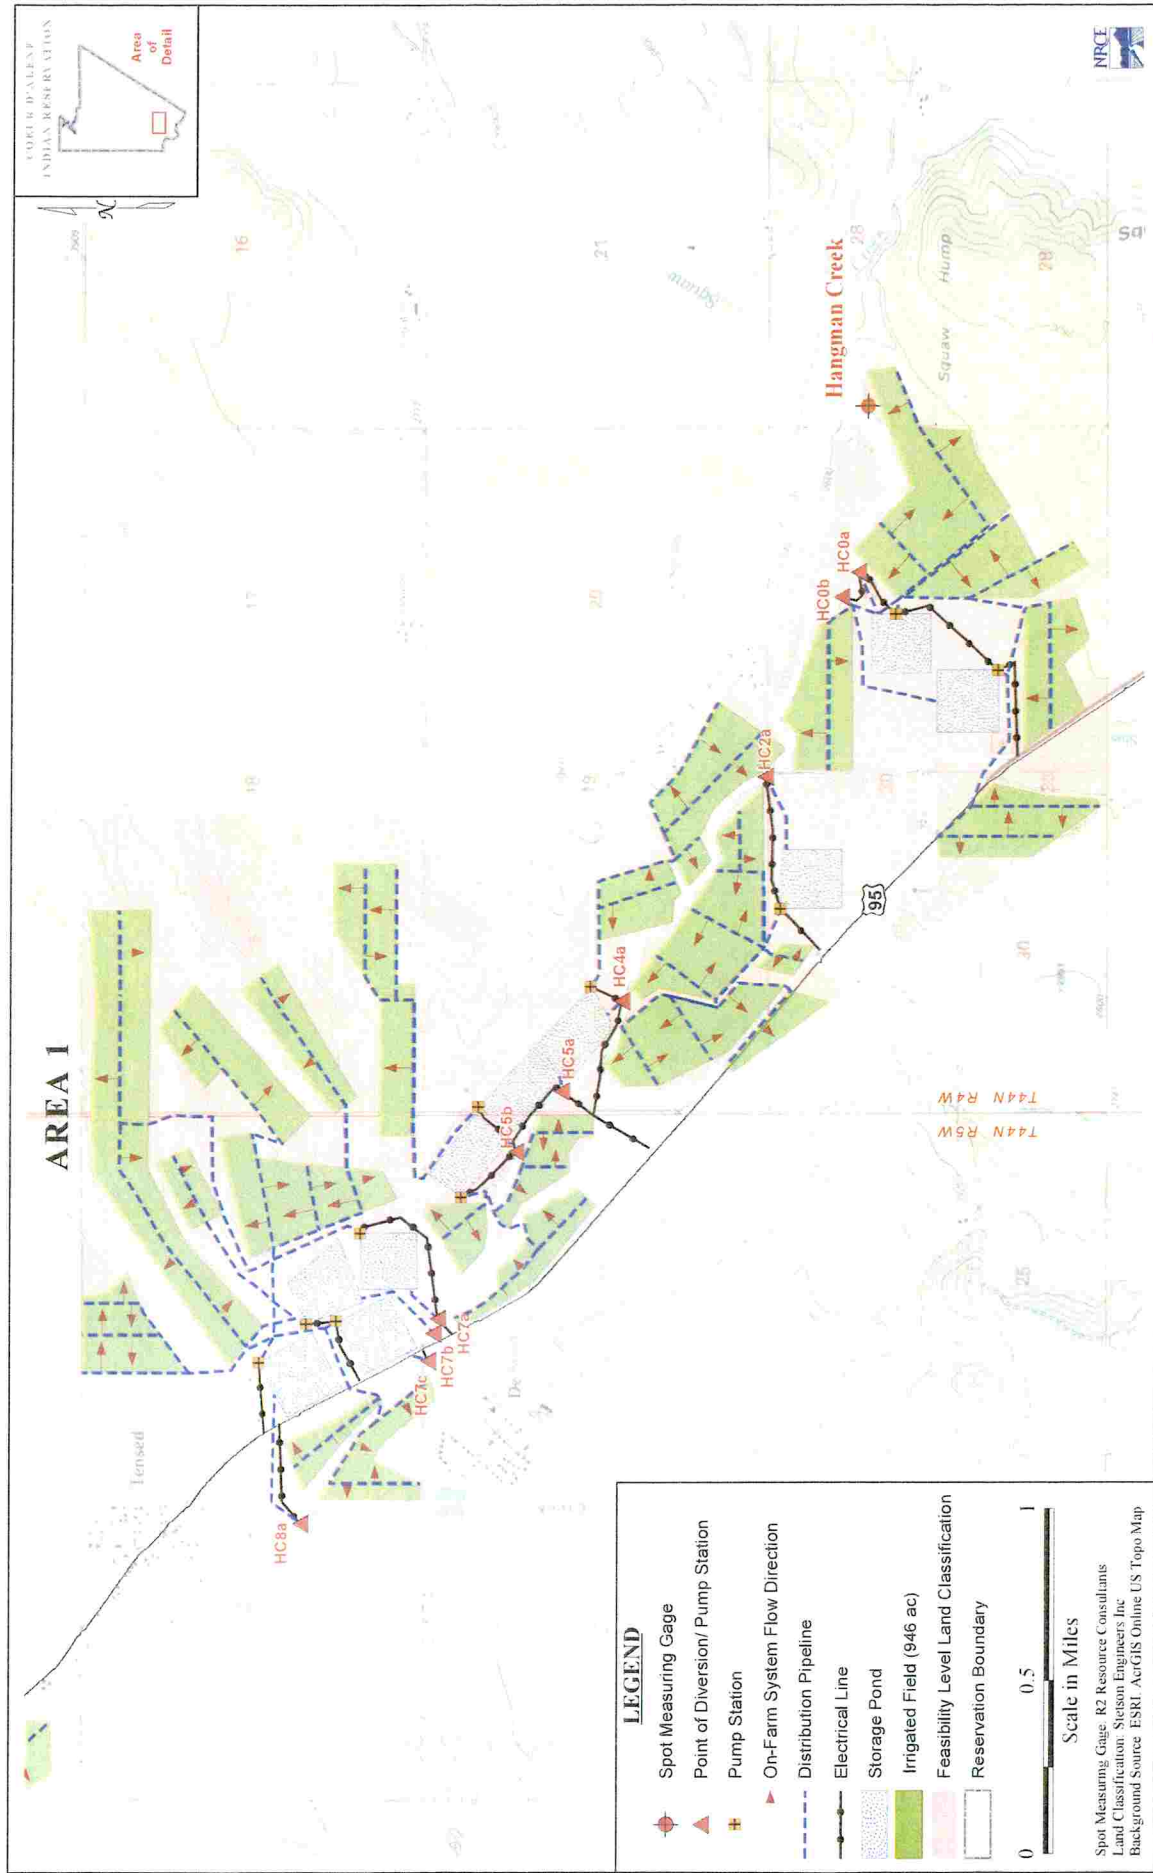 AREA 1
COEUR D'ALENE
INDIAN RESERVATION
Area
of
Detail
N
NRCE
16
17
18
21
20
19
28
Squaw
Hangman Creek
Squaw Hump
29
Sq
HC0a
HC0b
HC2a
HC4a
HC5a
HC5b
HC7a
HC7b
HC7c
HC8a
95
30
30
25
T44N R4W
T44N R5W
Tensed
LEGEND
Spot Measuring Gage
Point of Diversion/ Pump Station
Pump Station
On-Farm System Flow Direction
Distribution Pipeline
Electrical Line
Storage Pond
Irrigated Field (946 ac)
Feasibility Level Land Classification
Reservation Boundary
0 0.5 1
Scale in Miles
Spot Measuring Gage: R2 Resource Consultants
Land Classification: Stetson Engineers Inc
Background Source: ESRI, ArcGIS Online US Topo Map